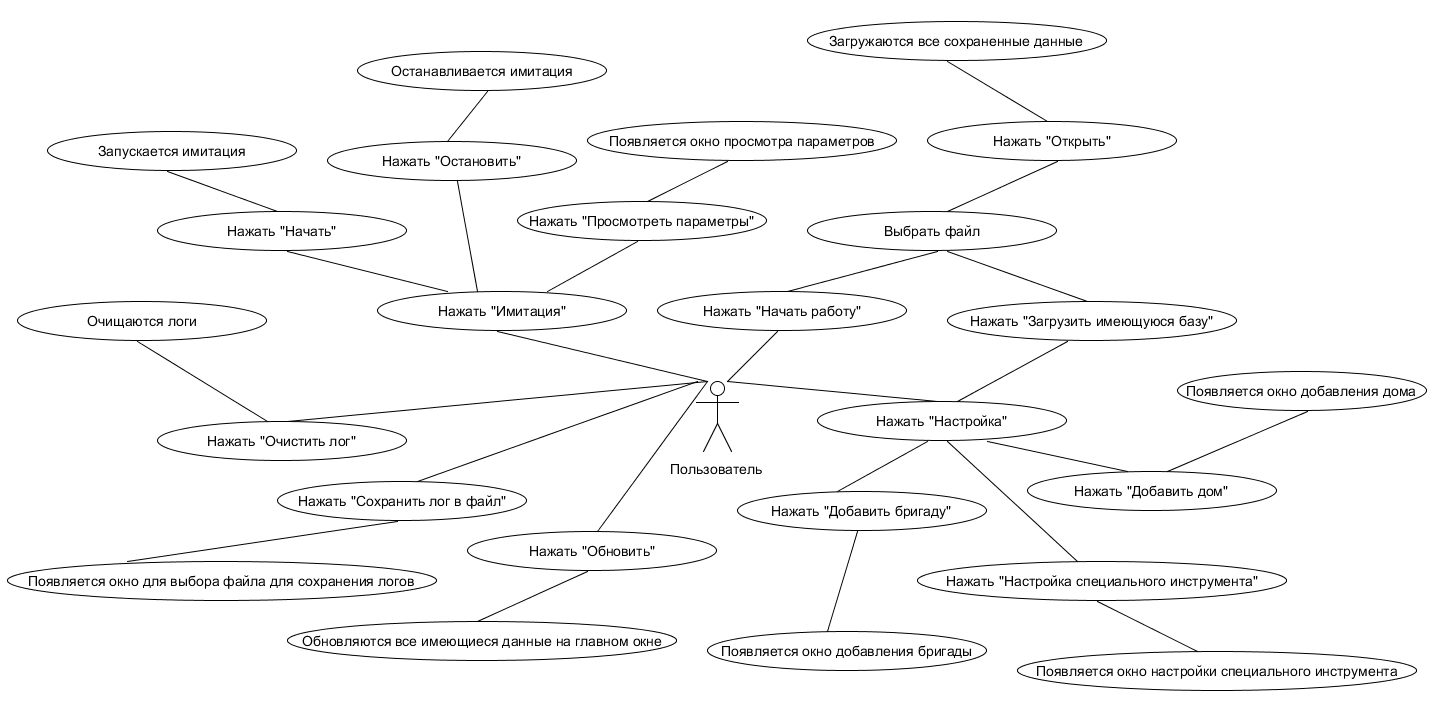 Загружаются все сохраненные данные
Останавливается имитация
Появляется окно просмотра параметров
Нажать "Открыть"
Запускается имитация
Нажать "Остановить"
Нажать "Просмотреть параметры"
Нажать "Начать"
Выбрать файл
Нажать "Имитация"
Нажать "Начать работу"
Очищаются логи
Нажать "Загрузить имеющуюся базу"
Появляется окно добавления дома
Нажать "Настройка"
Нажать "Очистить лог"
Пользователь
Нажать "Добавить дом"
Нажать "Сохранить лог в файл"
Нажать "Добавить бригаду"
Нажать "Обновить"
Появляется окно для выбора файла для сохранения логов
Нажать "Настройка специального инструмента"
Обновляются все имеющиеся данные на главном окне
Появляется окно добавления бригады
Появляется окно настройки специального инструмента